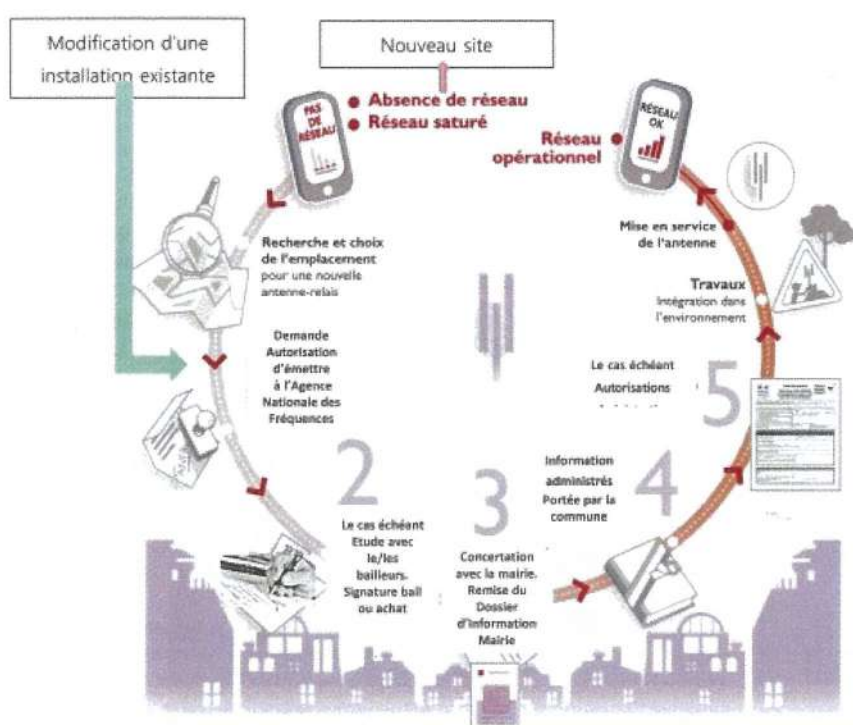 Modification d'une
installation existante
Nouveau site
PAS
DE
RÉSEAU
• Absence de réseau
• Réseau saturé
Recherche et choix
de l'emplacement
pour une nouvelle
antenne-relais
Demande
Autorisation
d'émettre
à l'Agence
Nationale des
Fréquences
2
Le cas échéant
Etude avec
le/les
bailleurs.
Signature bail
ou achat
3
Concertation
avec la mairie.
Remise du
Dossier
d'Information
Mairie
4
Information
administrés
Portée par la
commune
5
Le cas échéant
Autorisations
Travaux
Intégration dans
l'environnement
Mise en service
de l'antenne
Réseau
opérationnel
RÉSEAU
OK